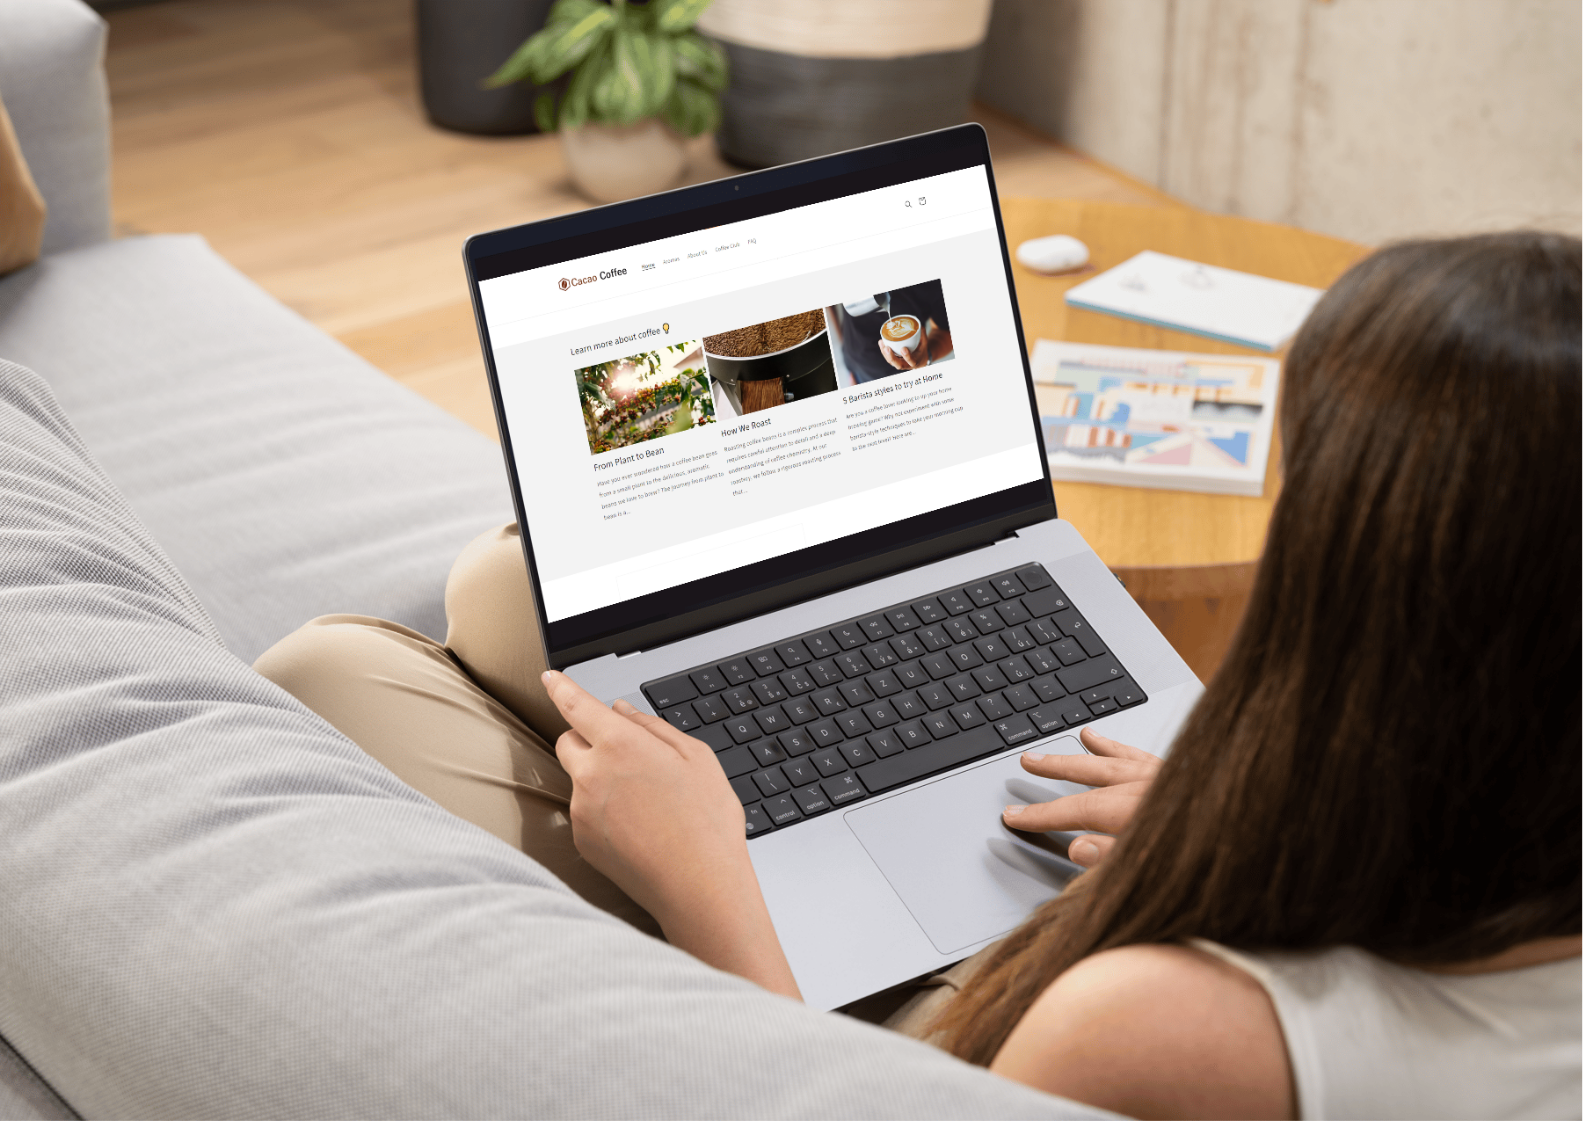 Cacao Coffee
Home About Us Coffee Club FAQ
Learn more about coffee
From Plant to Bean
Have you ever wondered how a coffee bean goes
from a small plant to the delicious, aromatic
beans we love to brew? The journey from plant to
bean is a...
How We Roast
Roasting coffee beans is a complex process that
requires careful attention to detail and a deep
understanding of coffee chemistry. At our
roastery, we follow a rigorous roasting process
that...
5 Barista styles to try at Home
Are you a coffee lover looking to up your home
brewing game? Why not experiment with some
barista-style techniques to take your morning cup
to the next level! Here are...
esc
Q W E R T Z U I O P
A S D F G H J K L
Y X C V B N M
fn control option command command option